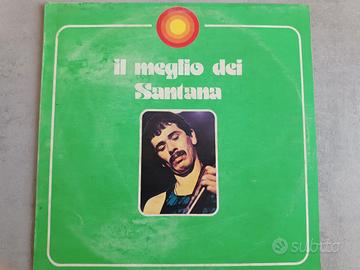 il meglio dei
Santana
subito